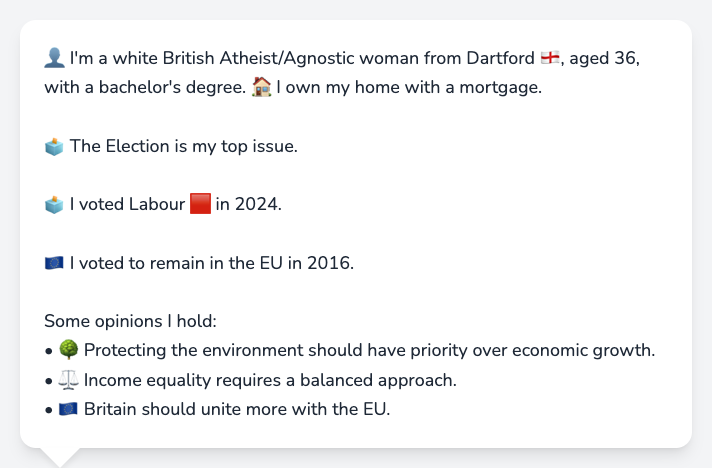 👤 I'm a white British Atheist/Agnostic woman from Dartford 🏴󠁧󠁢󠁥󠁮󠁧󠁿, aged 36,
with a bachelor's degree. 🏠 I own my home with a mortgage.
🗳️ The Election is my top issue.
🗳️ I voted Labour 🟥 in 2024.
🇪🇺 I voted to remain in the EU in 2016.
Some opinions I hold:
• 🌳 Protecting the environment should have priority over economic growth.
• ⚖️ Income equality requires a balanced approach.
• 🇪🇺 Britain should unite more with the EU.